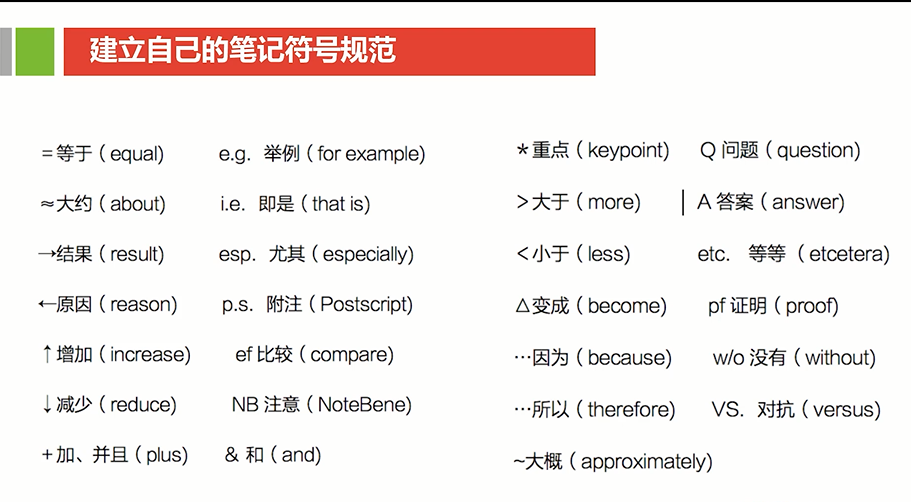 建立自己的笔记符号规范
=等于（equal） e.g. 举例（for example） *重点（keypoint） Q 问题（question)
≈大约（about） i.e. 即是（that is) >大于（more) A 答案（answer)
→结果（result) esp. 尤其（especially) <小于（less) etc. 等等 （etcetera)
←原因（reason) p.s. 附注（Postscript) △变成（become) pf 证明（proof)
↑增加（increase) ef 比较（compare) …因为（because) w/o 没有（without)
↓减少（reduce) NB 注意（NoteBene) …所以（therefore) VS. 对抗（versus)
+加、并且（plus) & 和（and) ~大概（approximately)